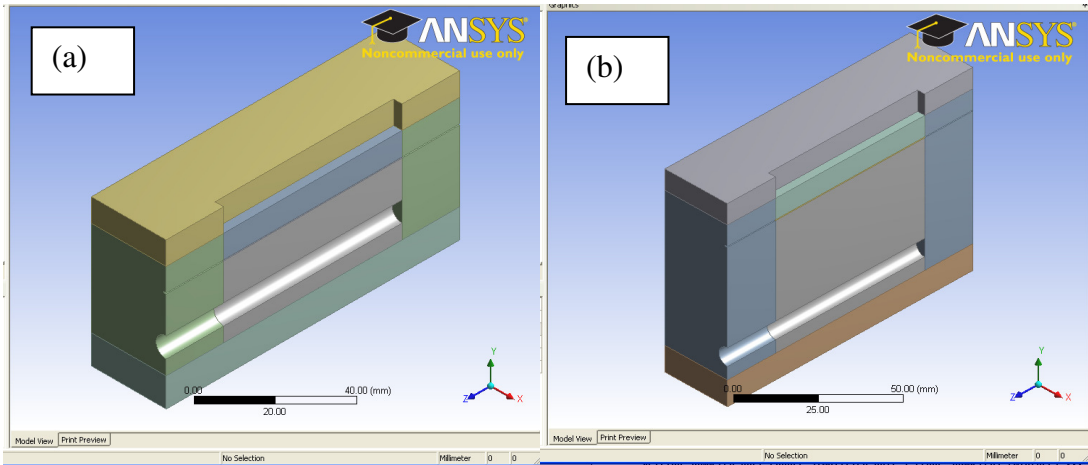 (a)
ANSYS
Noncommercial use only
0.00
40.00 (mm)
20.00
Y
Z
X
Model View
Print Preview
No Selection
Millimeter
0
0
Graphics
(b)
ANSYS
Noncommercial use only
0.00
50.00 (mm)
25.00
Y
Z
X
Model View
Print Preview
No Selection
Millimeter
0
0